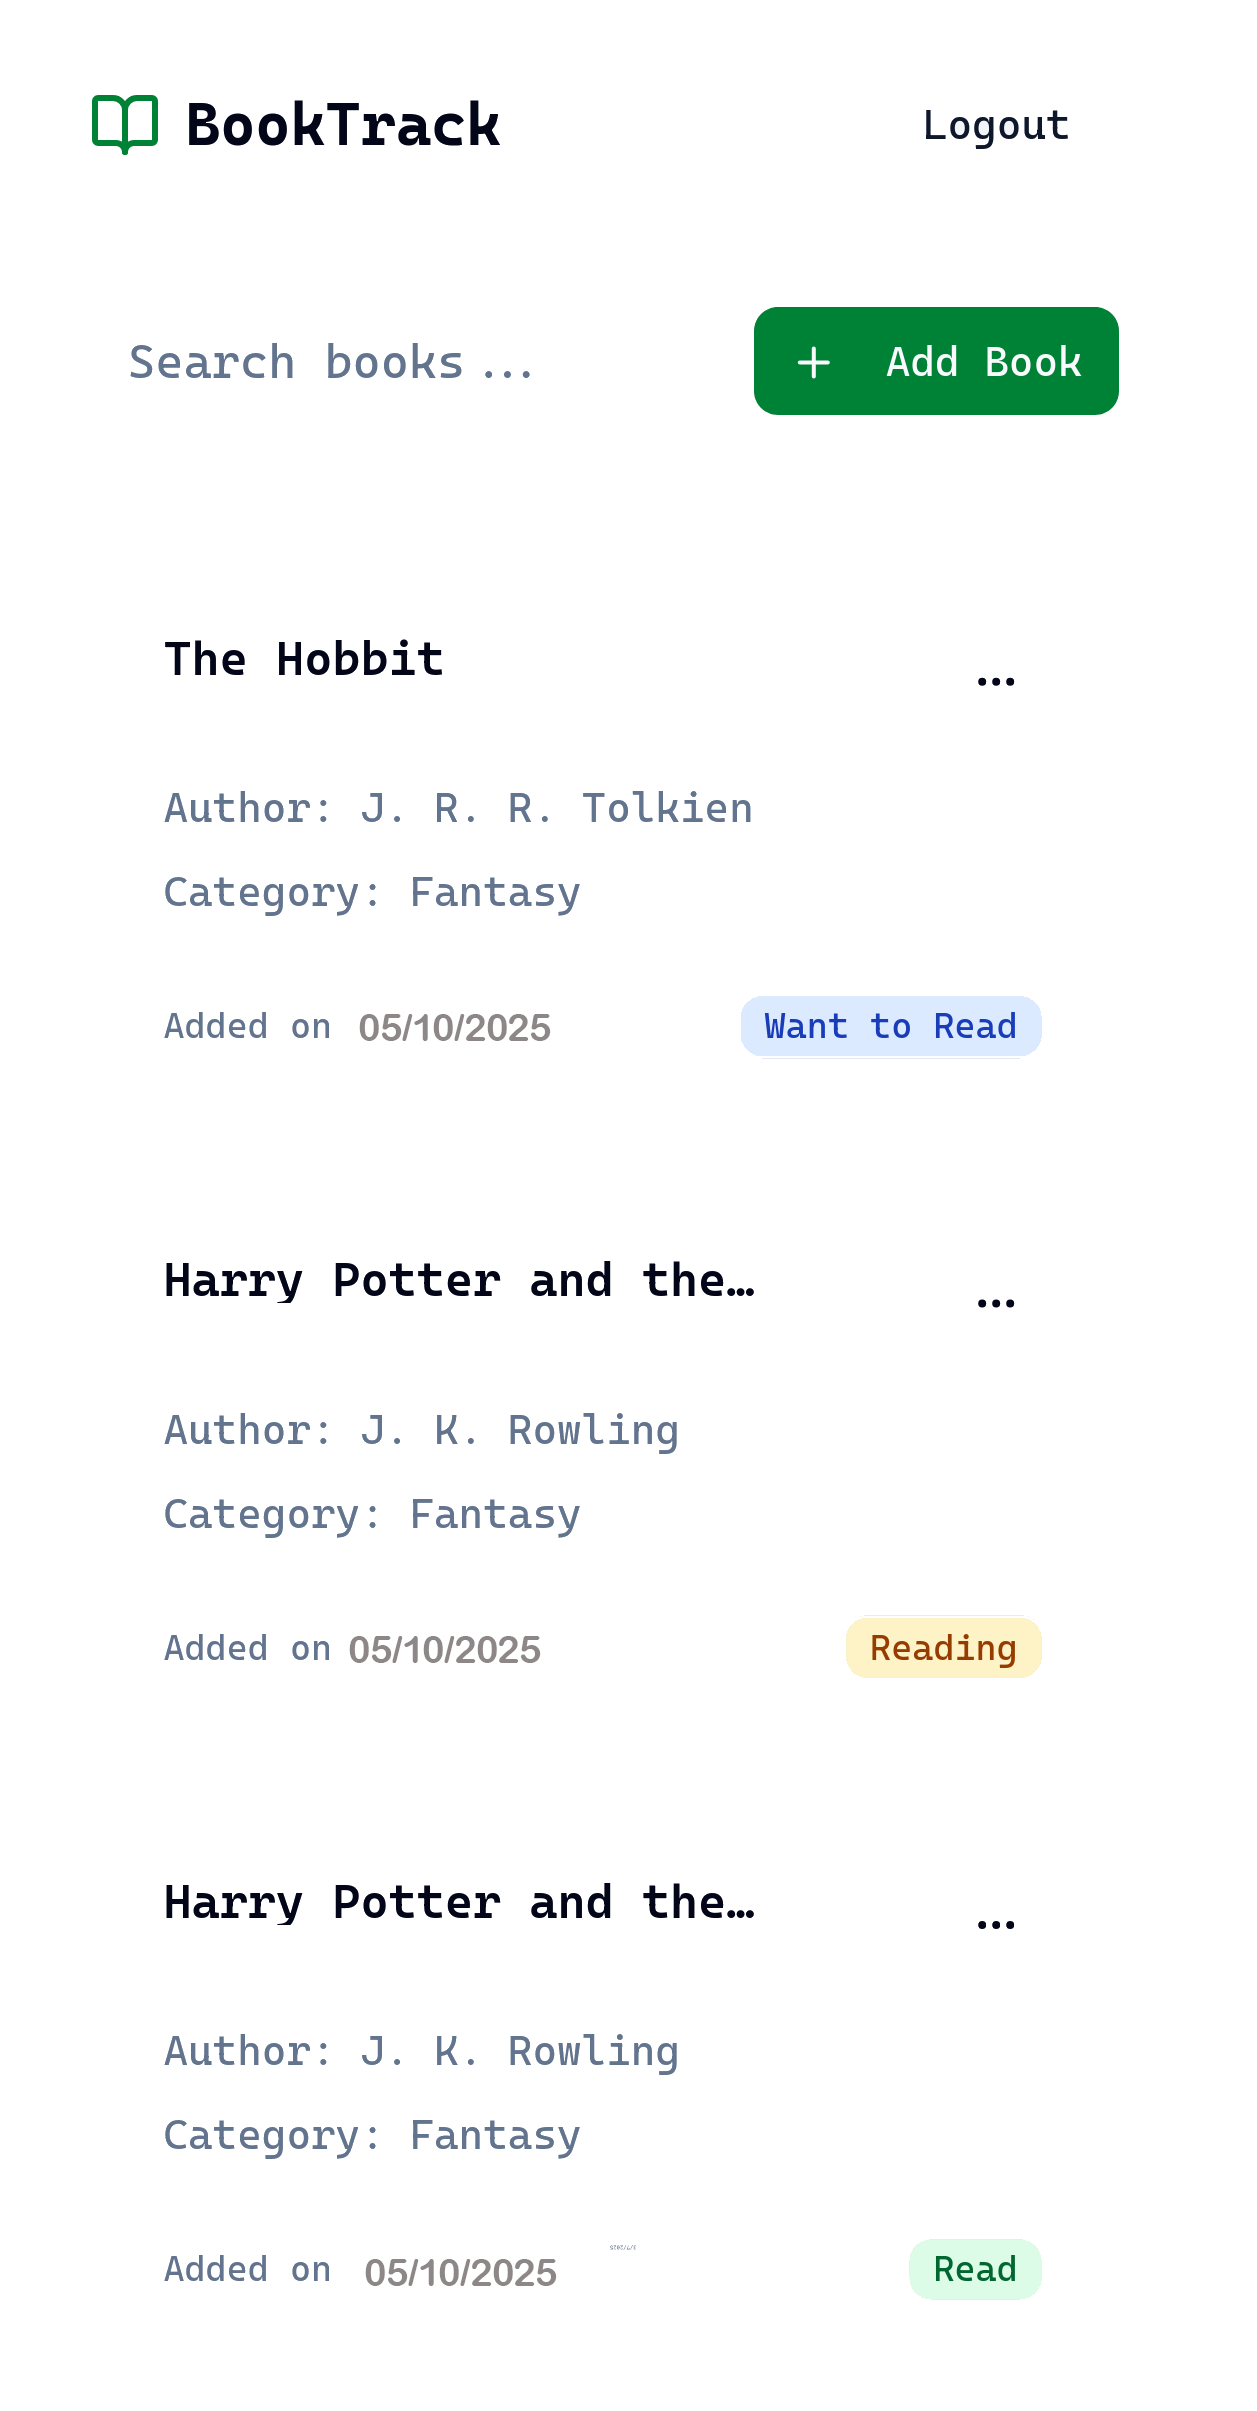 BookTrack Logout
Search books... + Add Book
The Hobbit ...
Author: J. R. R. Tolkien
Category: Fantasy
Added on 05/10/2025 Want to Read
Harry Potter and the… ...
Author: J. K. Rowling
Category: Fantasy
Added on 05/10/2025 Reading
Harry Potter and the… ...
Author: J. K. Rowling
Category: Fantasy
Added on 05/10/2025 Read